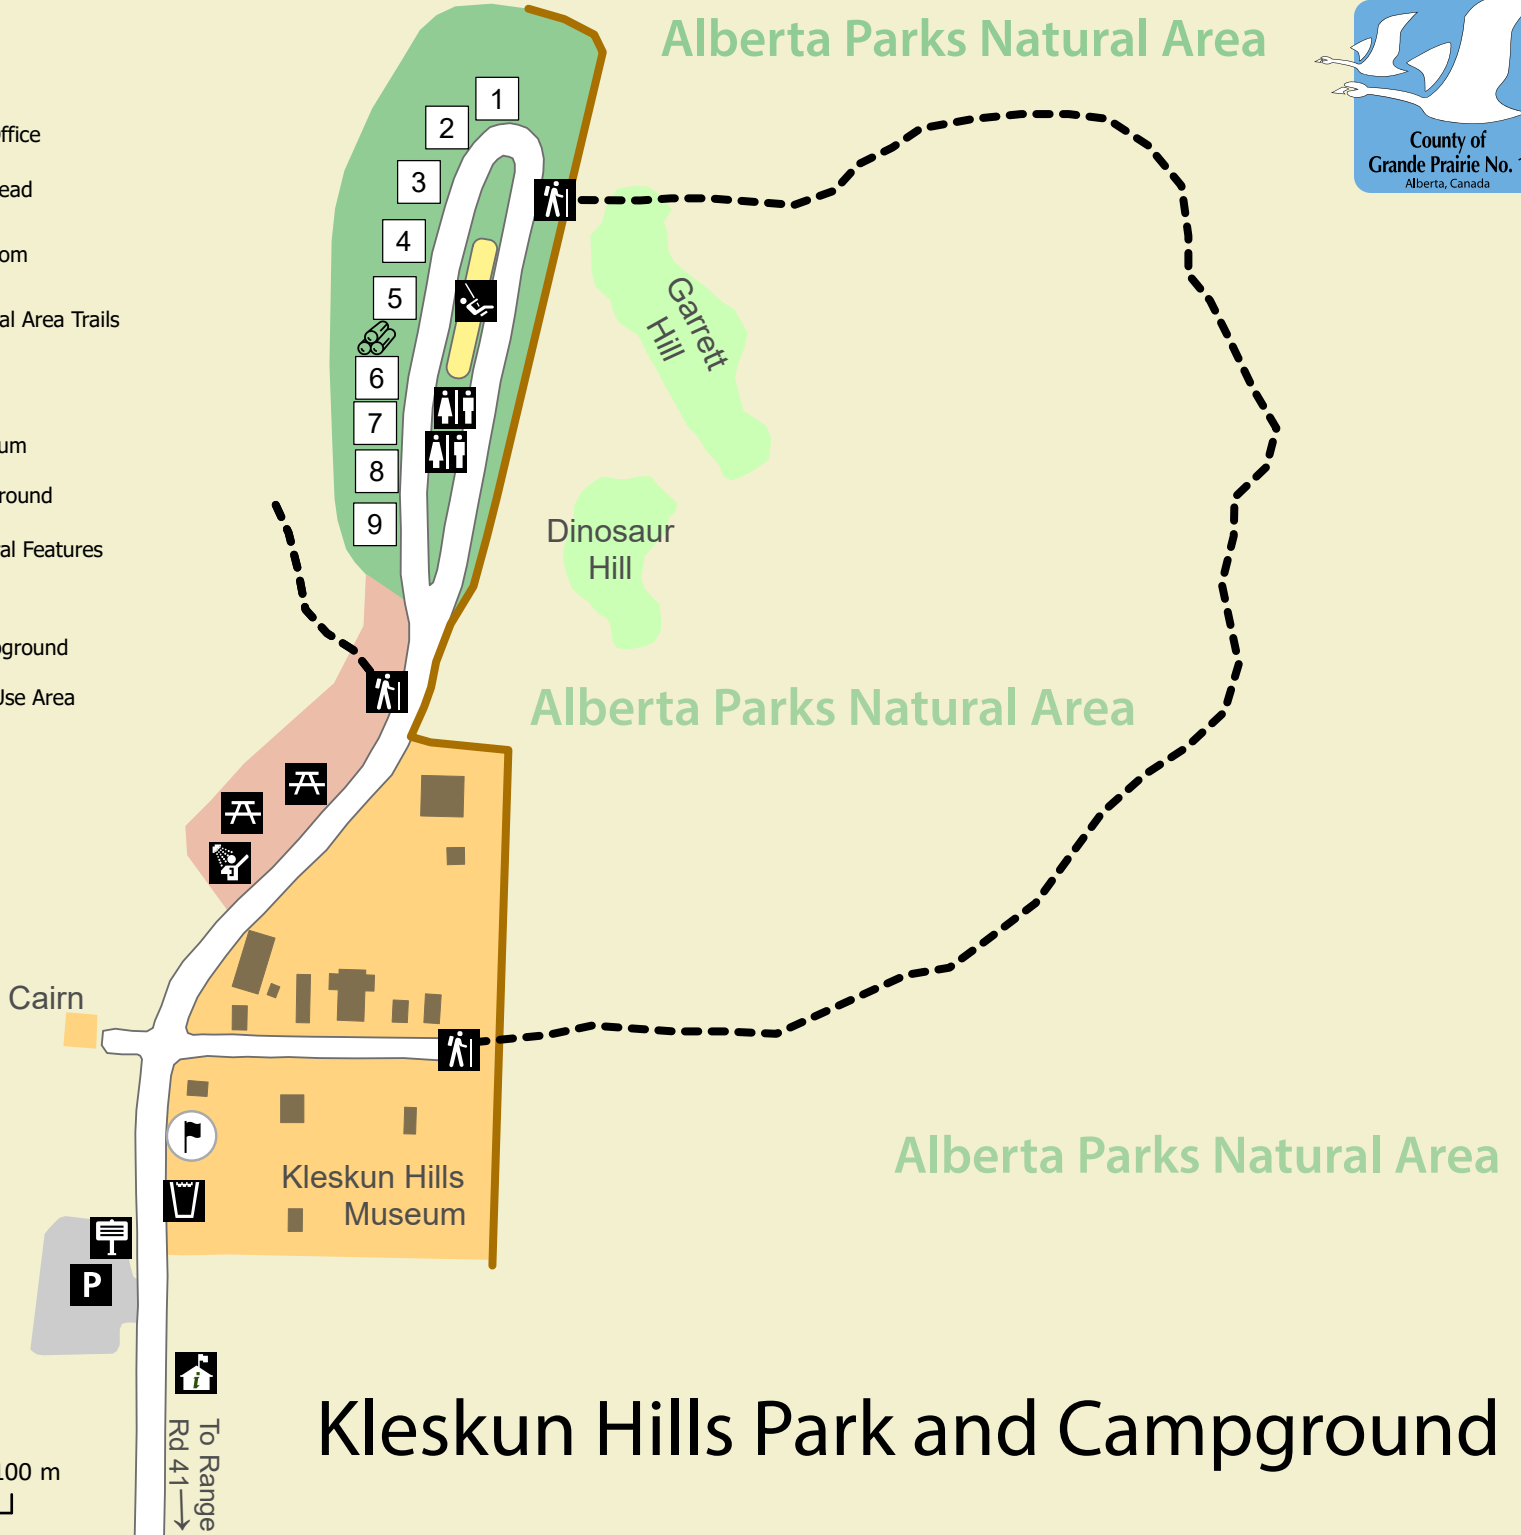 Alberta Parks Natural Area
County of
Grande Prairie No. 1
Alberta, Canada
ffice
ead
om
al Area Trails
um
round
al Features
ground
Use Area
1
2
3
4
5
6
7
8
9
Garrett
Hill
Dinosaur
Hill
Alberta Parks Natural Area
Cairn
Alberta Parks Natural Area
Kleskun Hills
Museum
P
i
To Range
Rd 41
Kleskun Hills Park and Campground
100 m